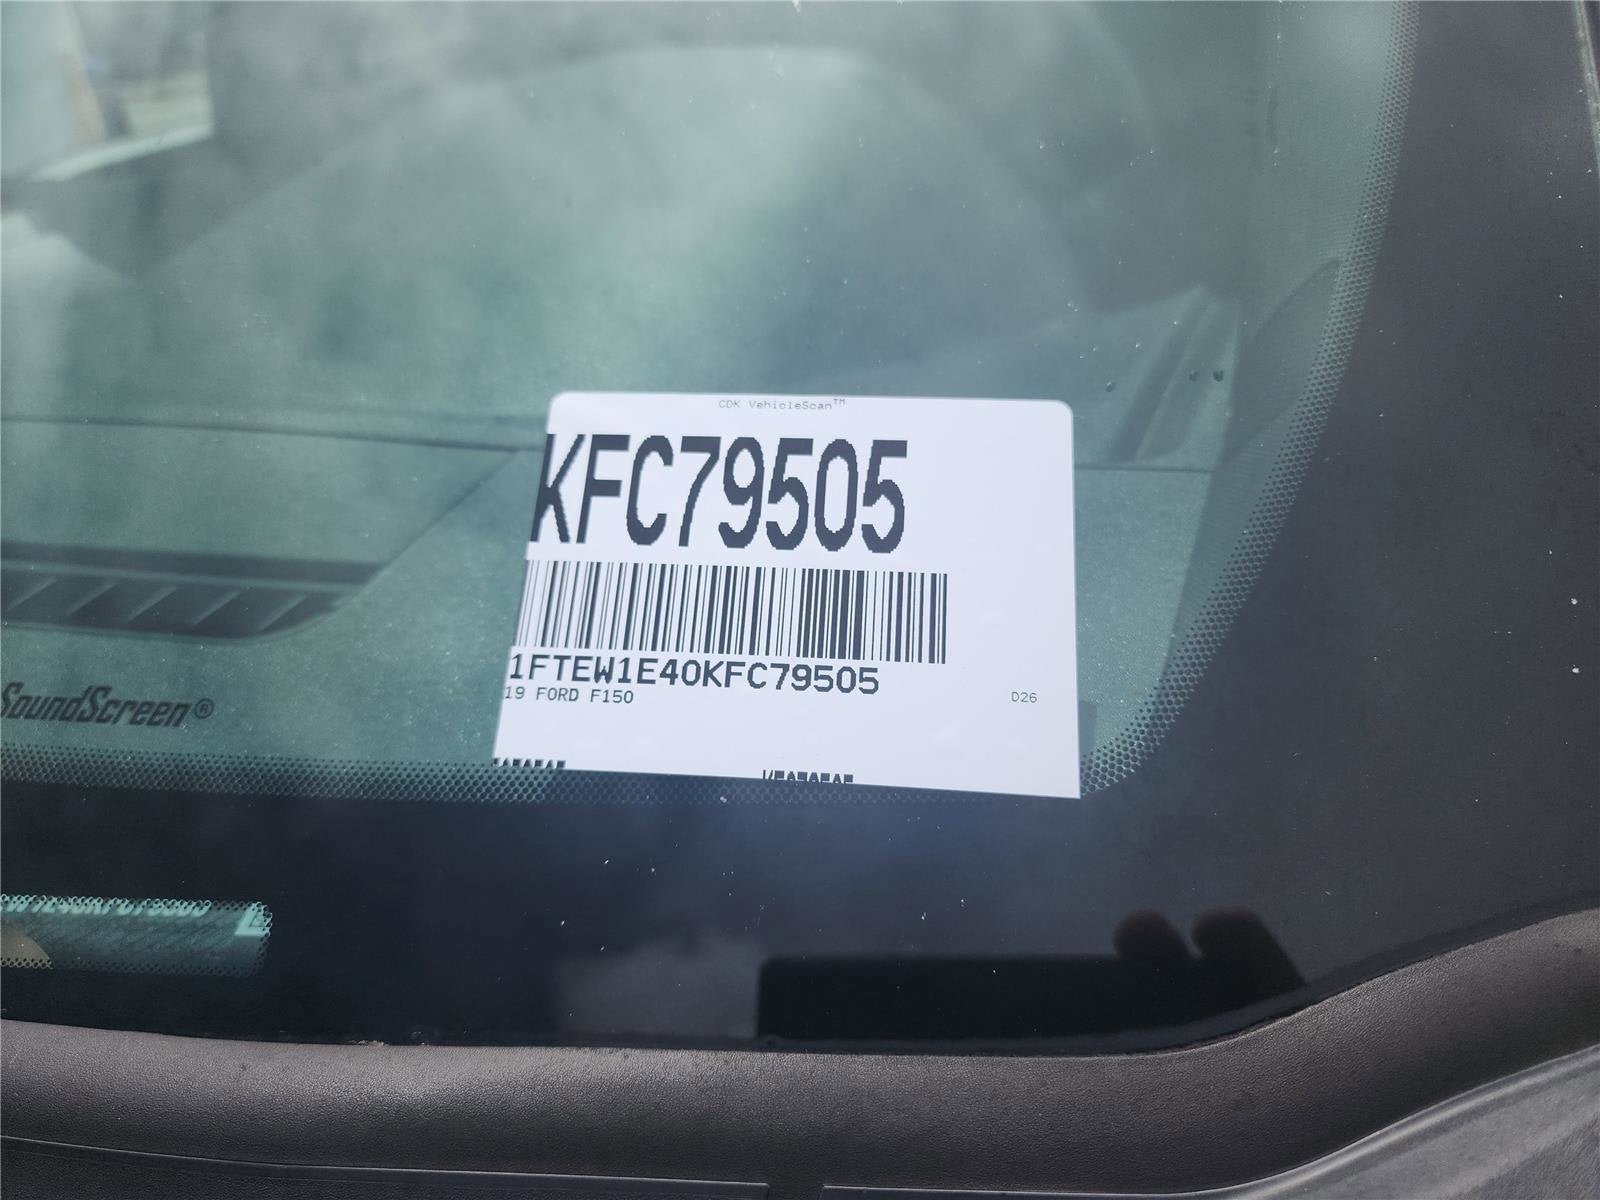 CDK VehicleScan™
KFC79505
1FTEW1E40KFC79505
19 FORD F150
D26
SoundScreen®